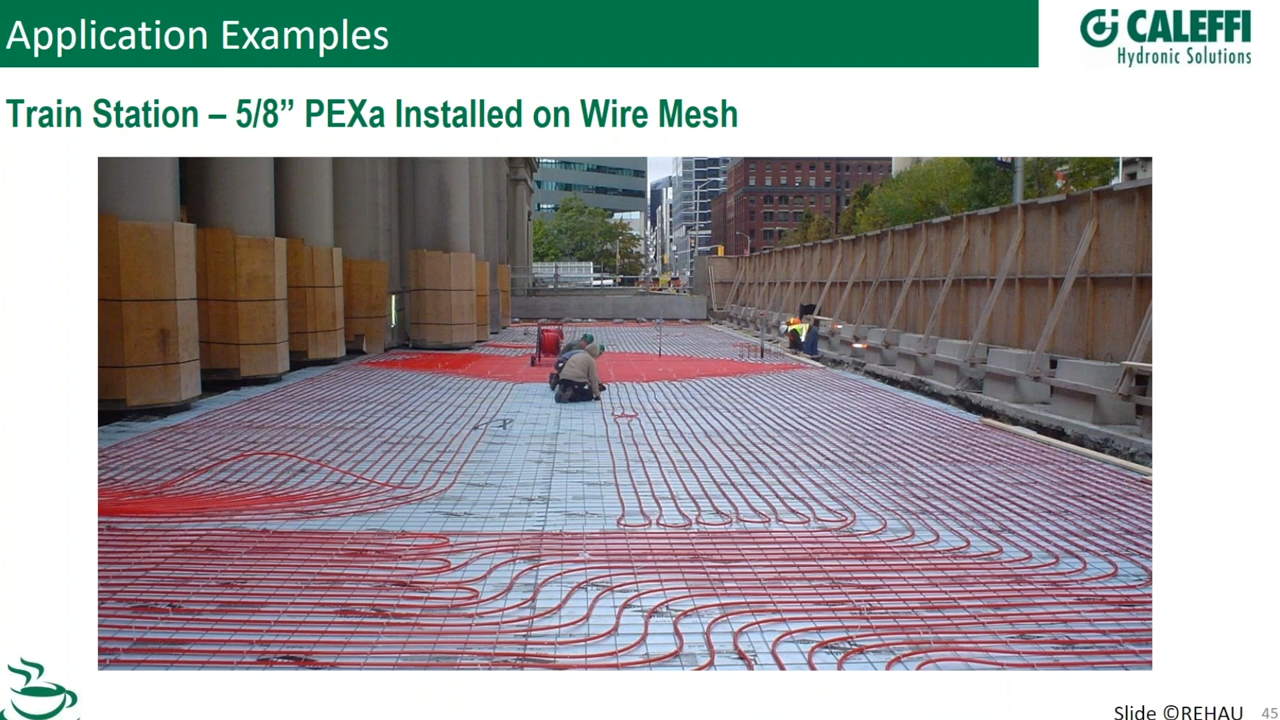 Application Examples
CALEFFI
Hydronic Solutions
Train Station – 5/8” PEXa Installed on Wire Mesh
Slide ©REHAU
45